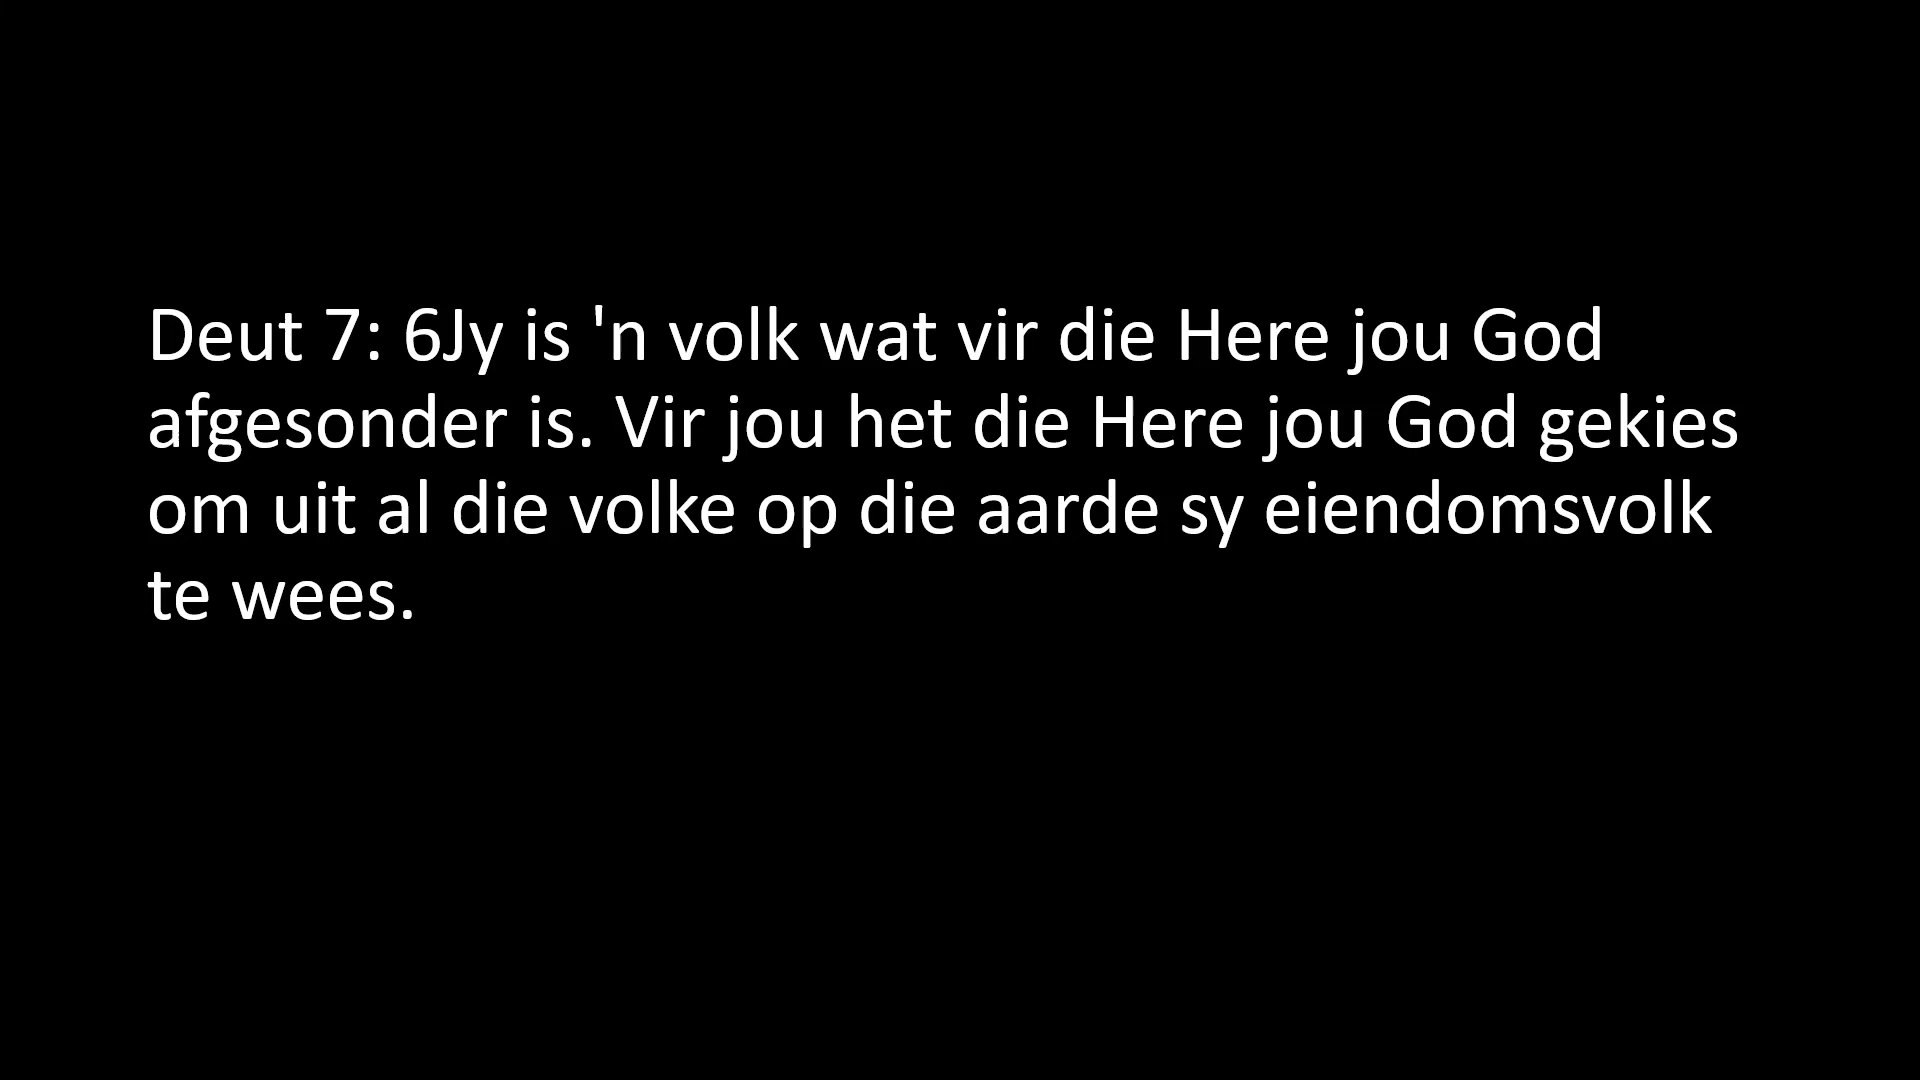 Deut 7: 6Jy is 'n volk wat vir die Here jou God
afgesonder is. Vir jou het die Here jou God gekies
om uit al die volke op die aarde sy eiendomsvolk
te wees.